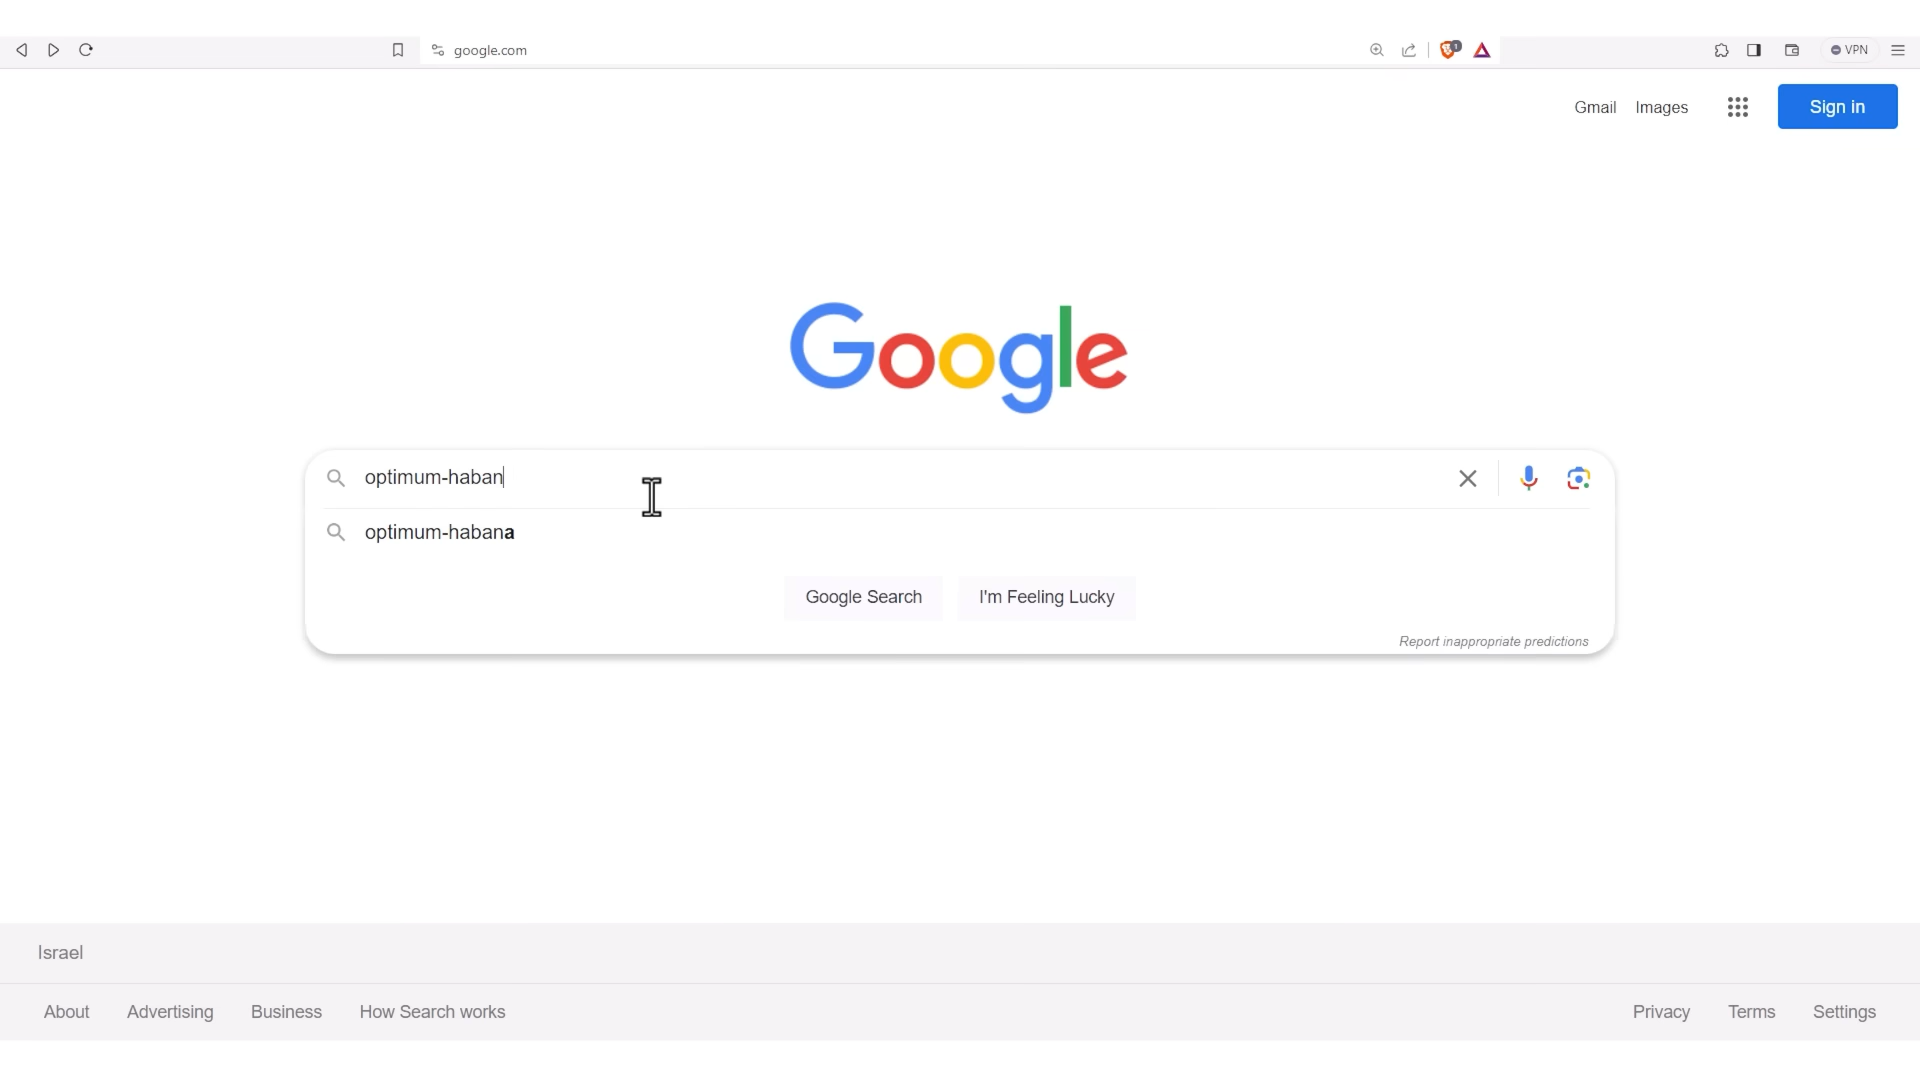 google.com
1
VPN
Gmail Images
Sign in
Google
optimum-haban
optimum-habana
Google Search I'm Feeling Lucky
Report inappropriate predictions
Israel
About Advertising Business How Search works Privacy Terms Settings